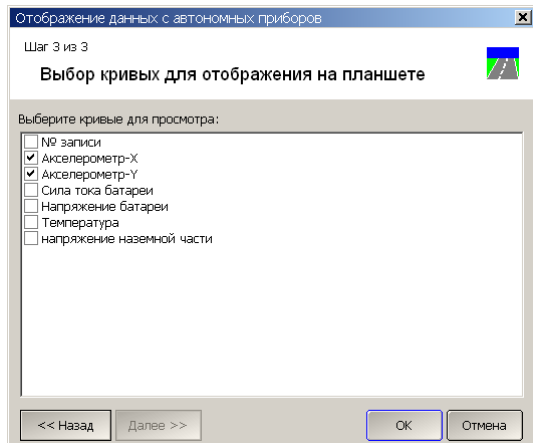 Отображение данных с автономных приборов
Шаг 3 из 3
Выбор кривых для отображения на планшете
Выберите кривые для просмотра:
№ записи
Акселерометр-X
Акселерометр-Y
Сила тока батареи
Напряжение батареи
Температура
напряжение наземной части
<< Назад
Далее >>
OK
Отмена